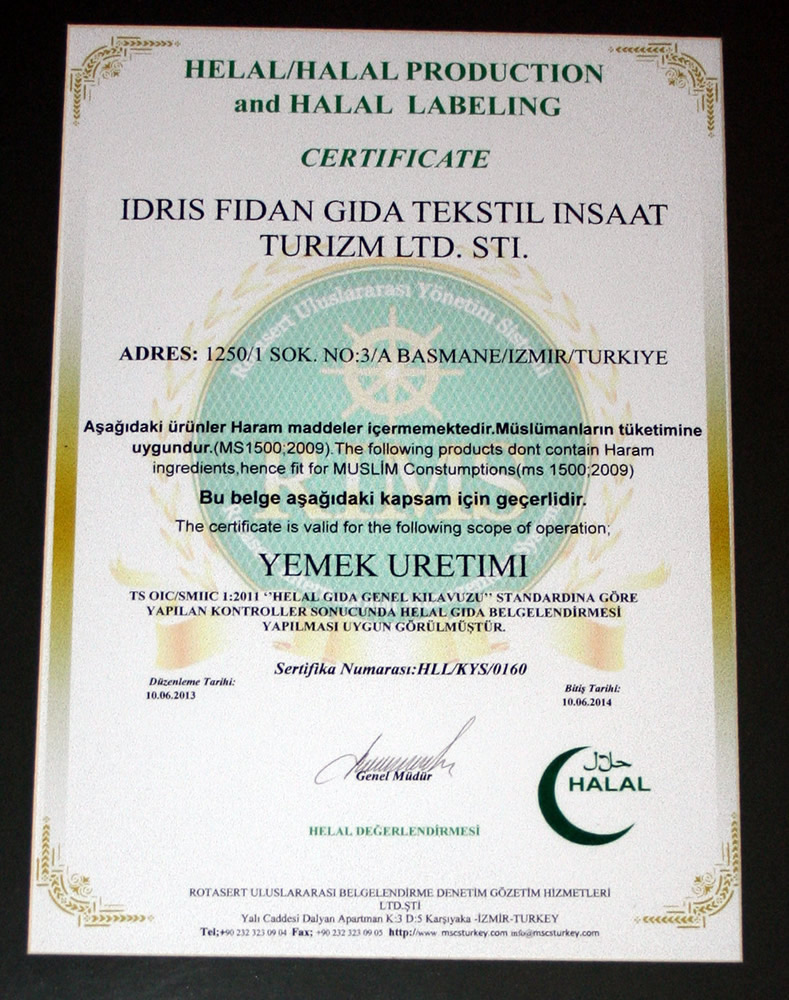 HELAL/HALAL PRODUCTION
and HALAL LABELING
CERTIFICATE
IDRIS FIDAN GIDA TEKSTIL INSAAT
TURIZM LTD. STI.
Rotasert Uluslararası Yönetim Sistemi
ADRES: 1250/1 SOK. NO:3/A BASMANE/IZMIR/TURKIYE
Aşağıdaki ürünler Haram maddeler içermemektedir.Müslümanların tüketimine
uygundur.(MS1500;2009).The following products dont contain Haram
ingredients,hence fit for MUSLİM Constumptions(ms 1500;2009)
RIMS
Bu belge aşağıdaki kapsam için geçerlidir.
The certificate is valid for the following scope of operation;
YEMEK URETIMI
TS OIC/SMIIC 1:2011 ‘’HELAL GIDA GENEL KILAVUZU’’ STANDARDINA GÖRE
YAPILAN KONTROLLER SONUCUNDA HELAL GIDA BELGELENDİRMESİ
YAPILMASI UYGUN GÖRÜLMÜŞTÜR.
Sertifika Numarası:HLL/KYS/0160
Düzenleme Tarihi:
10.06.2013
Bitiş Tarihi:
10.06.2014
Genel Müdür
حلال
HALAL
HELAL DEĞERLENDİRMESİ
ROTASERT ULUSLARARASI BELGELENDİRME DENETİM GÖZETİM HİZMETLERİ
LTD.ŞTİ
Yalı Caddesi Dalyan Apartman K:3 D:5 Karşıyaka -İZMİR-TURKEY
Tel;+90 232 323 09 04 Fax; +90 232 323 09 05 http://www mscsturkey.com info@mscsturkey.com